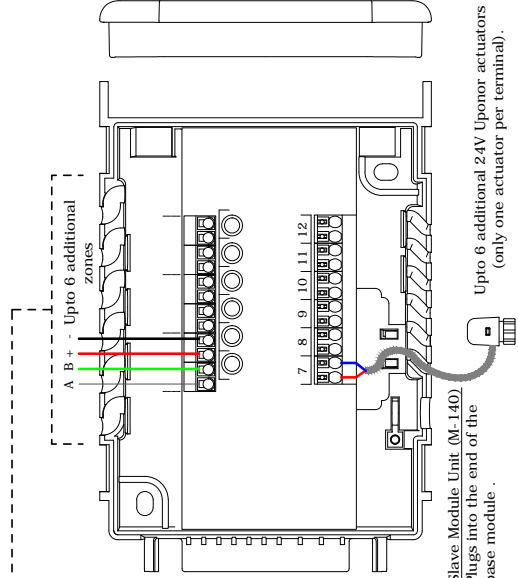 Upto 6 additional
zones
A B + -
12
11
10
9
8
7
Upto 6 additional 24V Uponor actuators
(only one actuator per terminal).
Slave Module Unit (M-140)
Plugs into the end of the
base module .